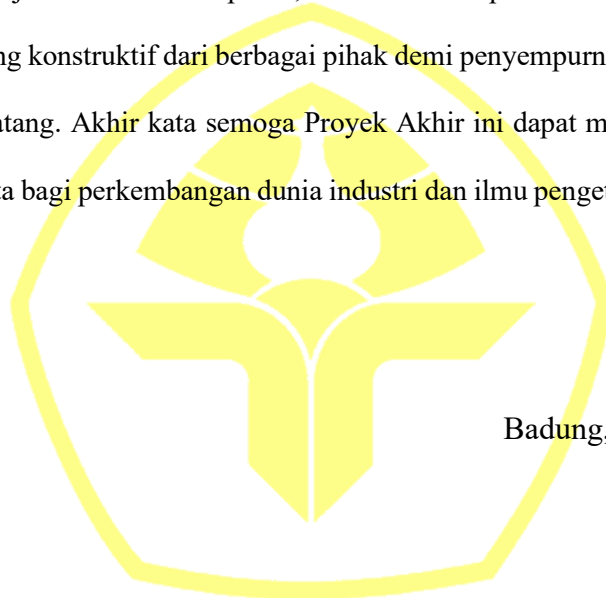 ng konstruktif dari berbagai pihak demi penyempurn
atang. Akhir kata semoga Proyek Akhir ini dapat m
ta bagi perkembangan dunia industri dan ilmu penget
Badung,